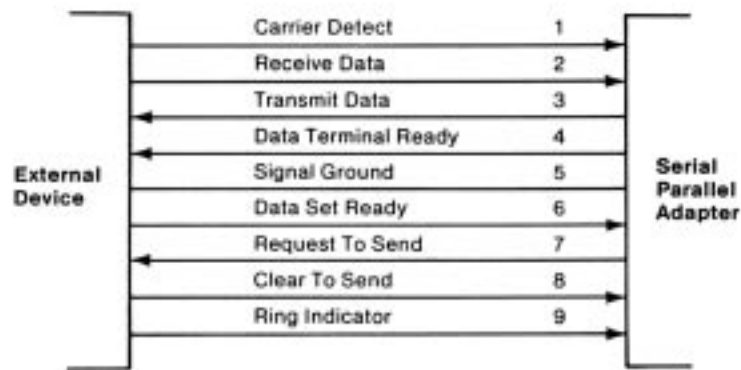 Carrier Detect 1
Receive Data 2
Transmit Data 3
Data Terminal Ready 4
Signal Ground 5
Data Set Ready 6
Request To Send 7
Clear To Send 8
Ring Indicator 9
External
Device
Serial
Parallel
Adapter